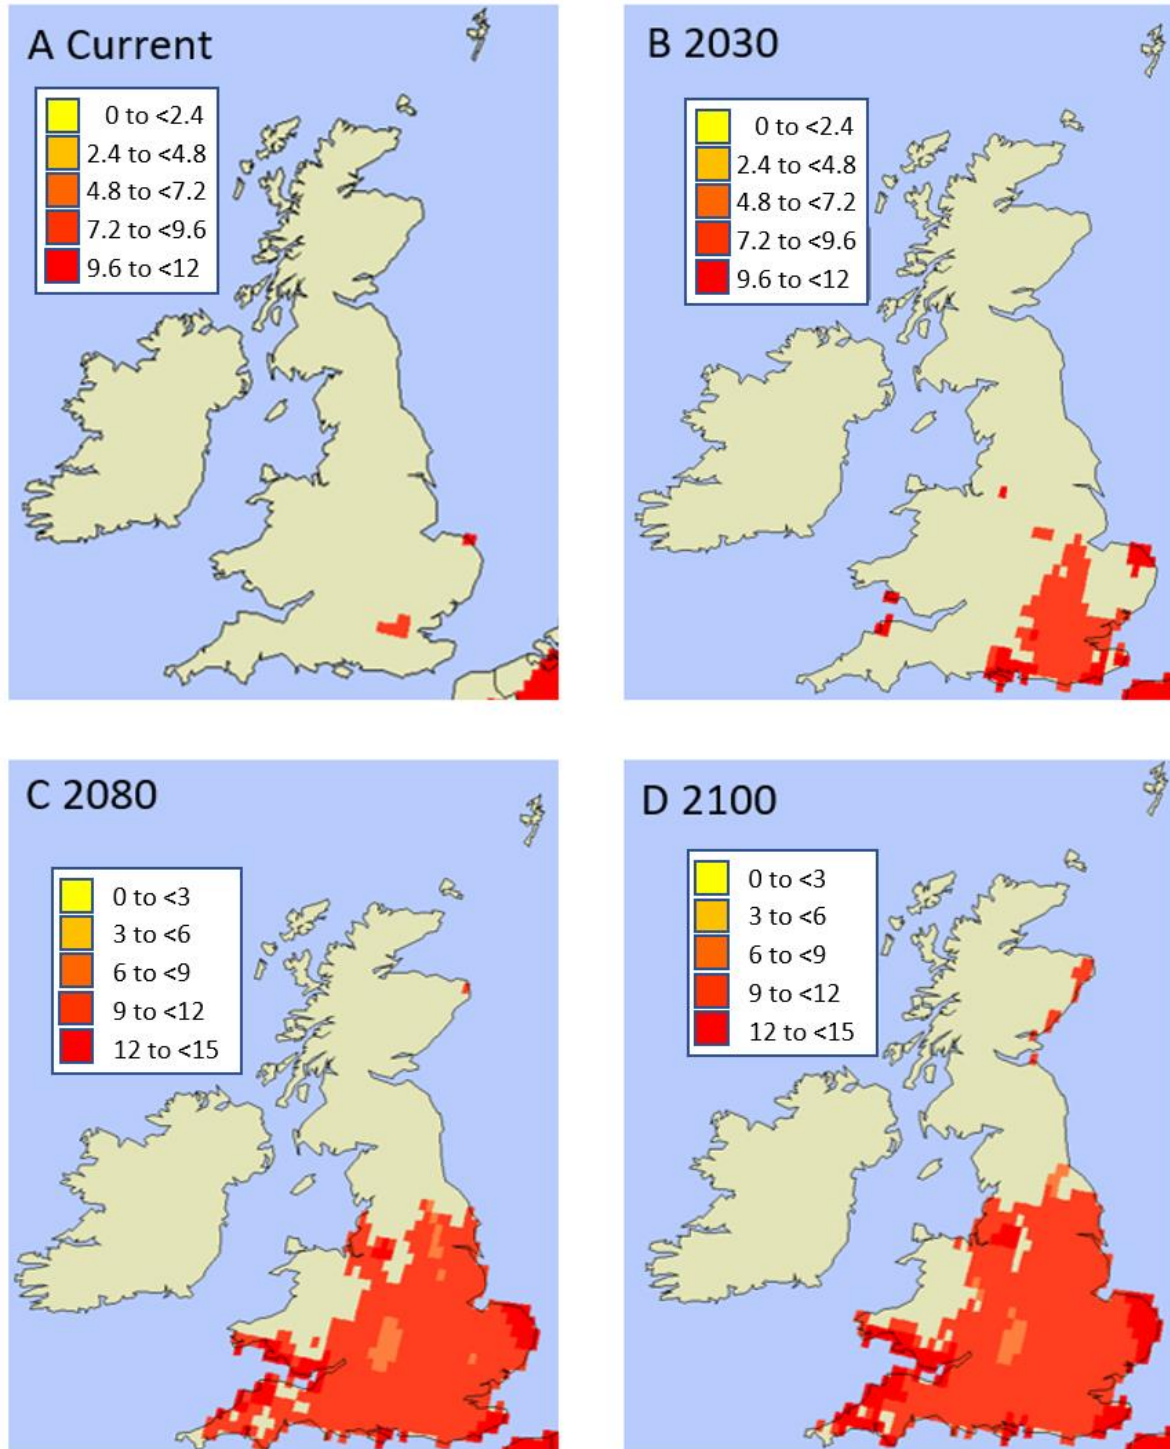 A Current
0 to <2.4
2.4 to <4.8
4.8 to <7.2
7.2 to <9.6
9.6 to <12
B 2030
0 to <2.4
2.4 to <4.8
4.8 to <7.2
7.2 to <9.6
9.6 to <12
C 2080
0 to <3
3 to <6
6 to <9
9 to <12
12 to <15
D 2100
0 to <3
3 to <6
6 to <9
9 to <12
12 to <15